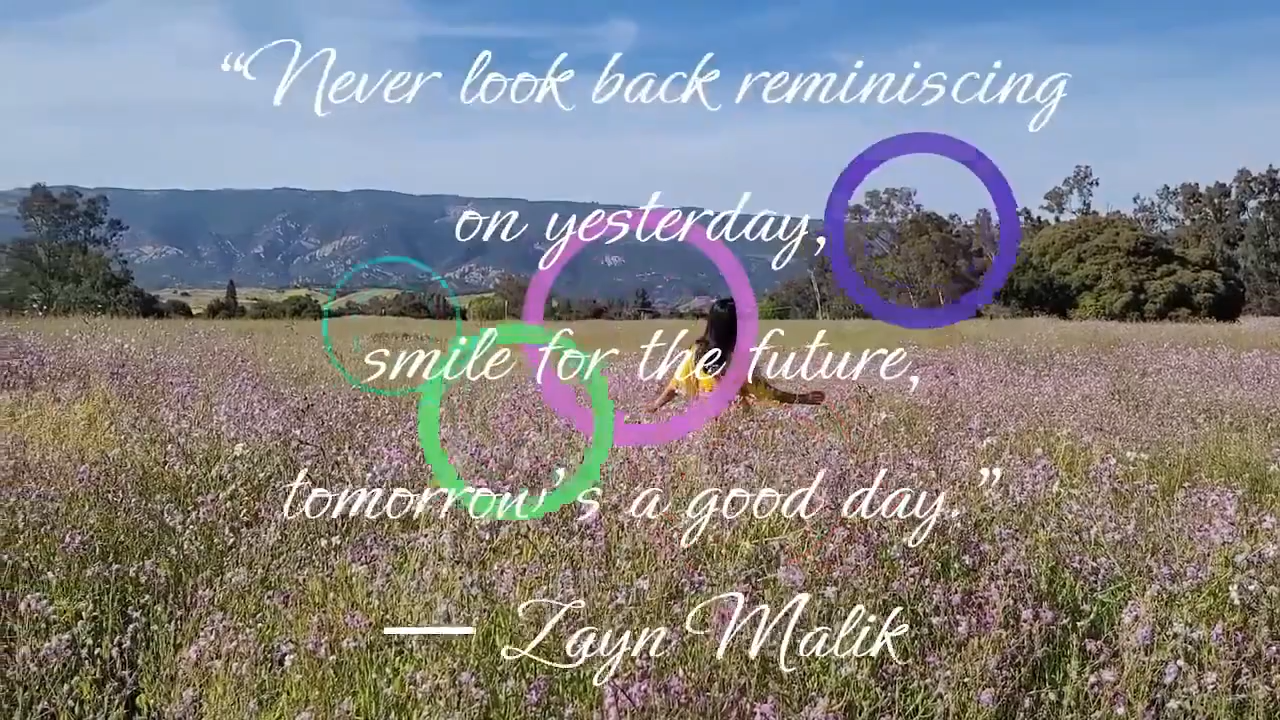 “Never look back reminiscing
on yesterday,
smile for the future,
tomorrow's a good day.”
— Zayn Malik